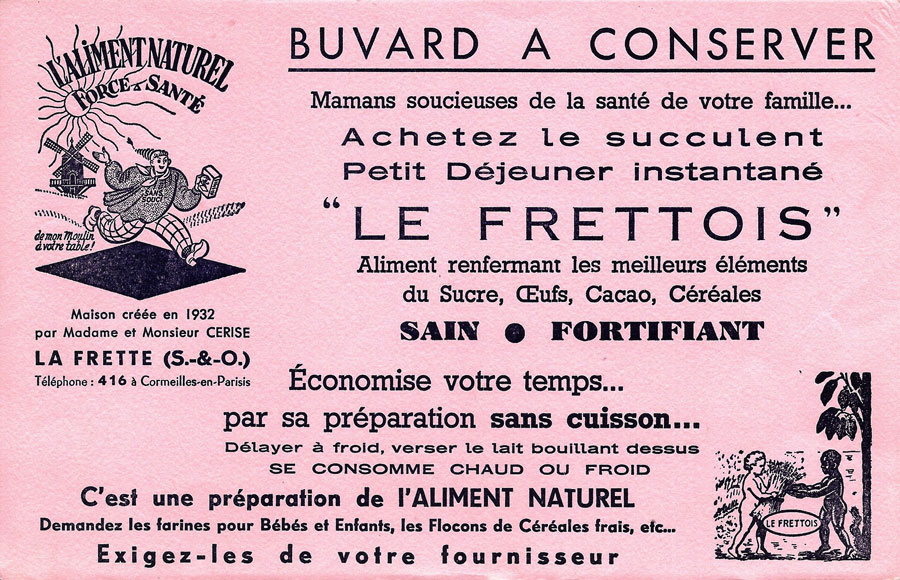 L'ALIMENT NATUREL
FORCE & SANTÉ
SANS
SOUCI
de mon Moulin
à votre table!
Maison créée en 1932
par Madame et Monsieur CERISE
LA FRETTE (S.-&-O.)
Téléphone : 416 à Cormeilles-en-Parisis
BUVARD A CONSERVER
Mamans soucieuses de la santé de votre famille...
Achetez le succulent
Petit Déjeuner instantané
"LE FRETTOIS"
Aliment renfermant les meilleurs éléments
du Sucre, Œufs, Cacao, Céréales
SAIN ● FORTIFIANT
Économise votre temps...
par sa préparation sans cuisson...
Délayer à froid, verser le lait bouillant dessus
SE CONSOMME CHAUD OU FROID
C'est une préparation de l'ALIMENT NATUREL
Demandez les farines pour Bébés et Enfants, les Flocons de Céréales frais, etc...
Exigez-les de votre fournisseur
LE FRETTOIS